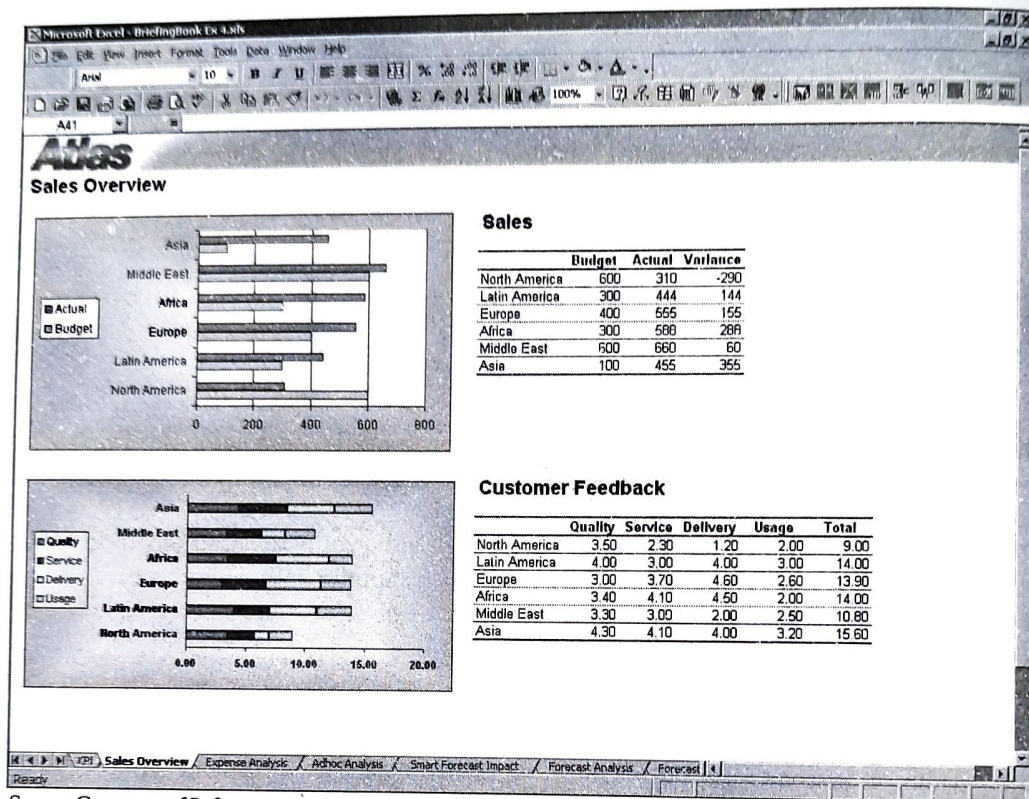 Microsoft Excel - BriefingBook Ex 4.xls
File Edit View Insert Format Tools Data Window Help
Arial 10 B I U %
Σ 100%
A41 =
Atlas
Sales Overview
Asia
Middle East
Africa
Europe
Latin America
North America
Actual
Budget
0 200 400 600 800
Sales
Budget Actual Variance
North America 600 310 -290
Latin America 300 444 144
Europe 400 555 155
Africa 300 588 288
Middle East 600 660 60
Asia 100 455 355
Asia
Middle East
Africa
Europe
Latin America
North America
Quality
Service
Delivery
Usage
0.00 5.00 10.00 15.00 20.00
Customer Feedback
Quality Service Delivery Usage Total
North America 3.50 2.30 1.20 2.00 9.00
Latin America 4.00 3.00 4.00 3.00 14.00
Europe 3.00 3.70 4.60 2.60 13.90
Africa 3.40 4.10 4.50 2.00 14.00
Middle East 3.30 3.00 2.00 2.50 10.80
Asia 4.30 4.10 4.00 3.20 15.60
KPI Sales Overview Expense Analysis Adhoc Analysis Smart Forecast Impact Forecast Analysis Forecast
Ready